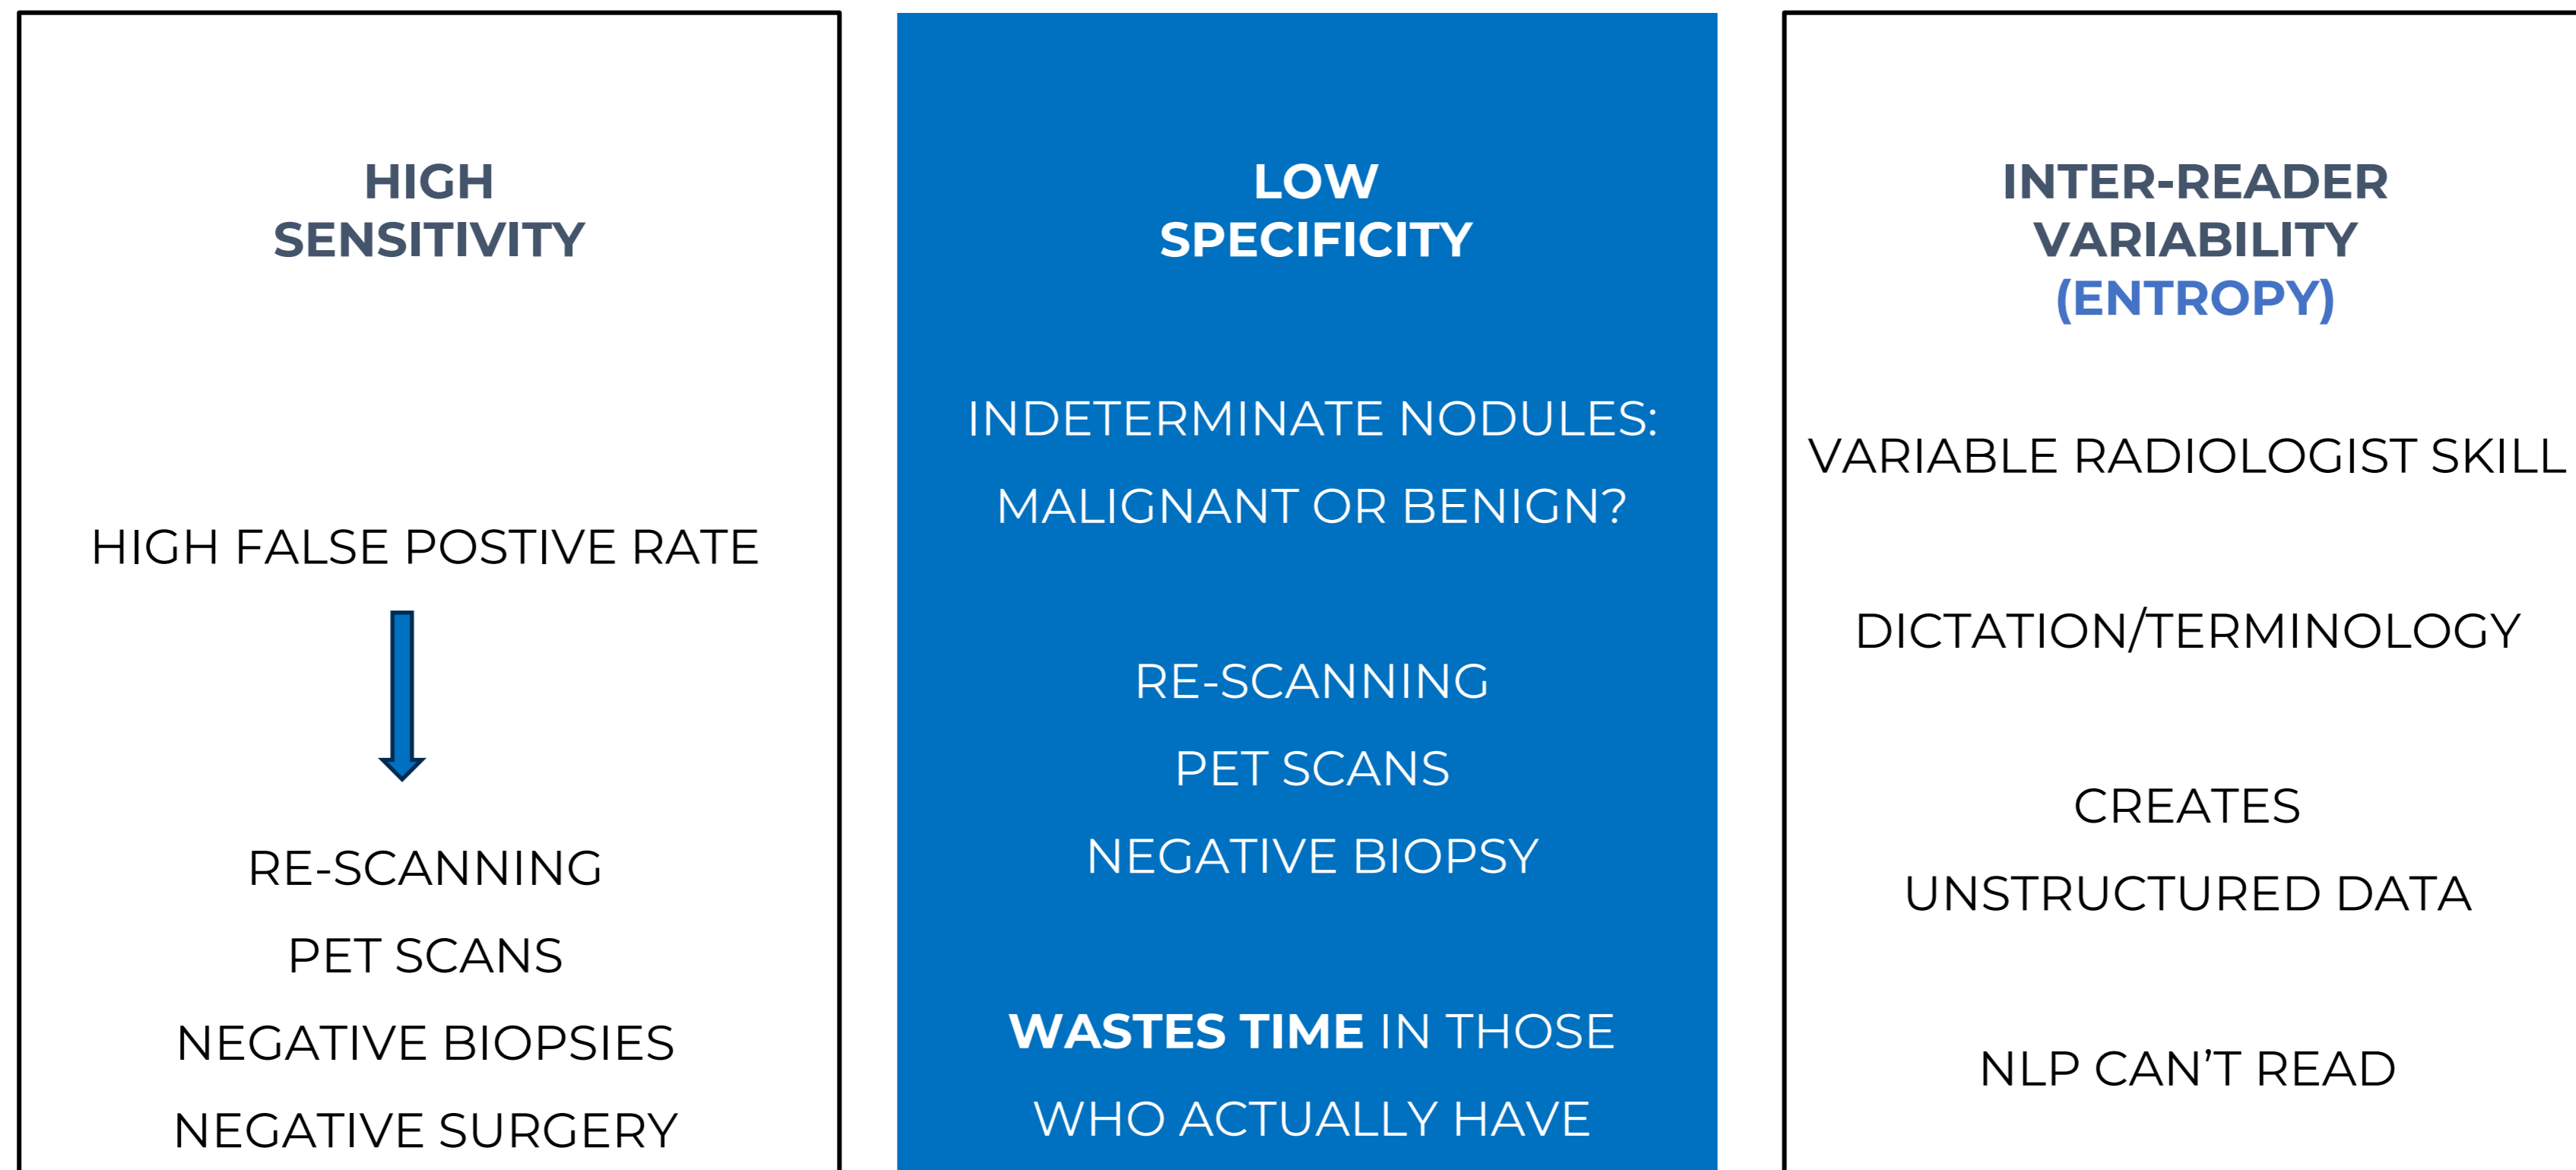 HIGH
SENSITIVITY
HIGH FALSE POSTIVE RATE
RE-SCANNING
PET SCANS
NEGATIVE BIOPSIES
NEGATIVE SURGERY
LOW
SPECIFICITY
INDETERMINATE NODULES:
MALIGNANT OR BENIGN?
RE-SCANNING
PET SCANS
NEGATIVE BIOPSY
WASTES TIME IN THOSE
WHO ACTUALLY HAVE
INTER-READER
VARIABILITY
(ENTROPY)
VARIABLE RADIOLOGIST SKILL
DICTATION/TERMINOLOGY
CREATES
UNSTRUCTURED DATA
NLP CAN’T READ